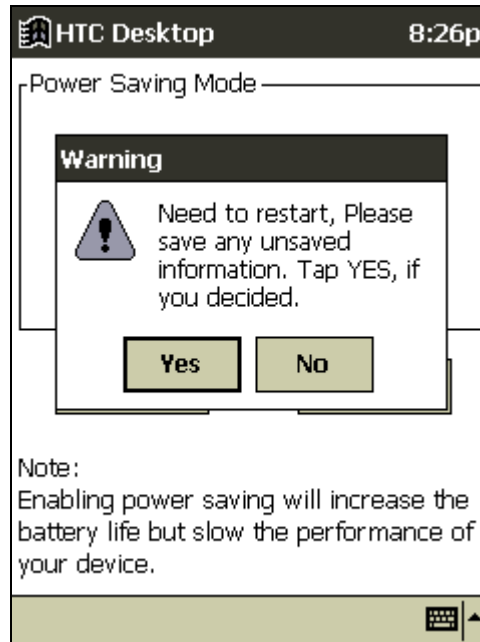 HTC Desktop 8:26p
Power Saving Mode
Warning
Need to restart, Please
save any unsaved
information. Tap YES, if
you decided.
Yes No
Note:
Enabling power saving will increase the
battery life but slow the performance of
your device.